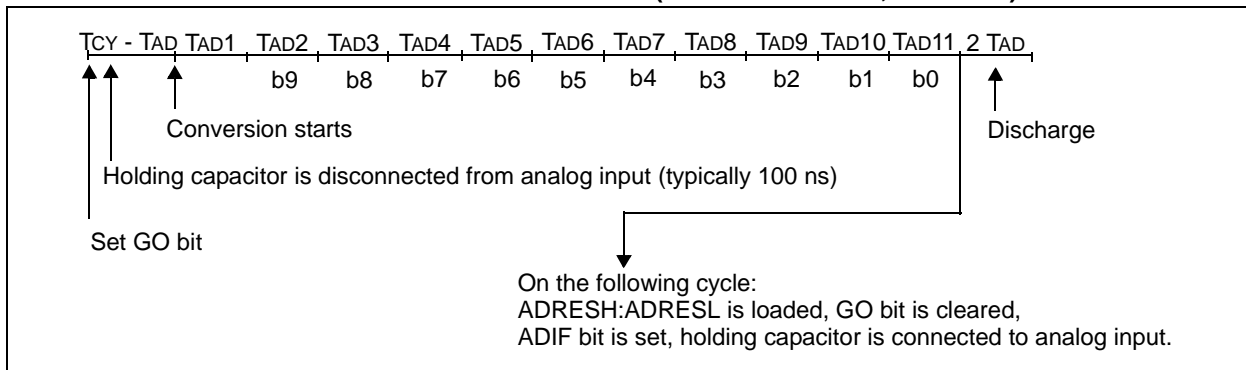 TCY - TAD TAD1 TAD2 TAD3 TAD4 TAD5 TAD6 TAD7 TAD8 TAD9 TAD10 TAD11 2 TAD
b9 b8 b7 b6 b5 b4 b3 b2 b1 b0
Conversion starts
Discharge
Holding capacitor is disconnected from analog input (typically 100 ns)
Set GO bit
On the following cycle:
ADRESH:ADRESL is loaded, GO bit is cleared,
ADIF bit is set, holding capacitor is connected to analog input.